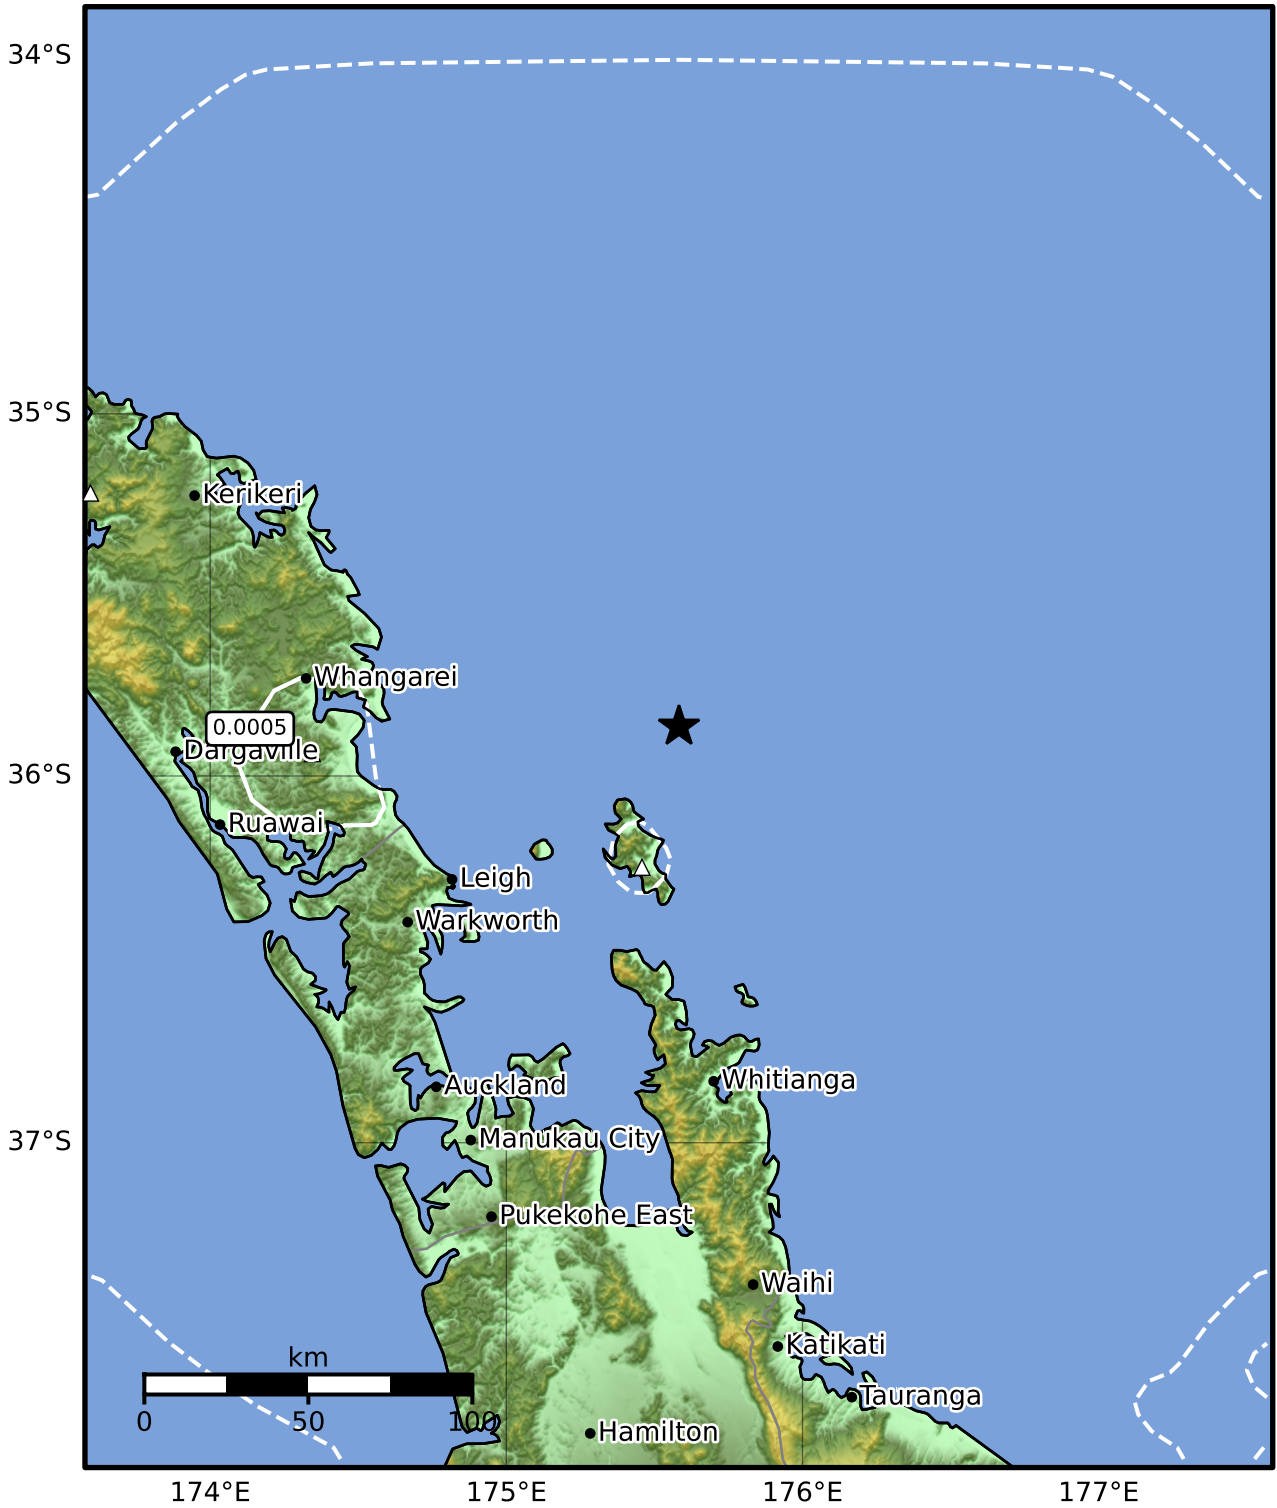 34°S
35°S
Kerikeri
Whangarei
0.0005
Dargaville
36°S
Ruawai
Leigh
Warkworth
Whitianga
Auckland
37°S
Manukau City
Pukekohe East
Waihi
Katikati
km
Tauranga
0 50 100
Hamilton
174°E 175°E 176°E 177°E